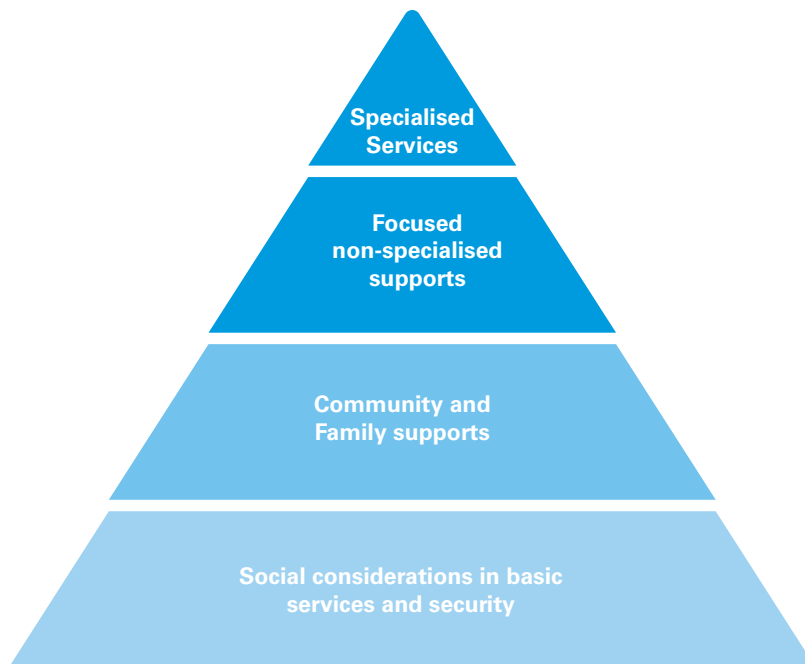 Specialised
Services
Focused
non-specialised
supports
Community and
Family supports
Social considerations in basic
services and security